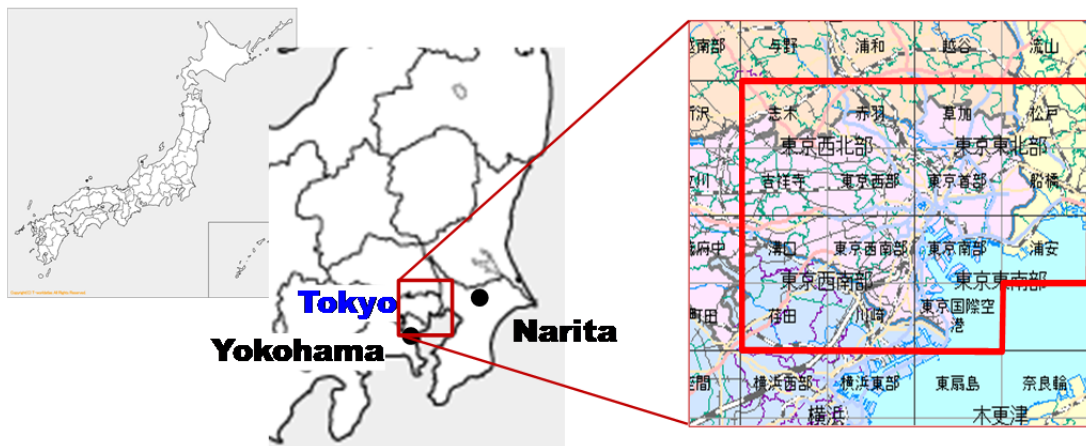 Tokyo
Yokohama
Narita
越南部 与野 浦和 越谷 流山
所沢 志木 赤羽 草加 松戸
東京西北部 東京東北部
立川 吉祥寺 東京西部 東京首部 船橋
府中 溝口 東京西南部 東京南部 浦安
東京西南部 東京東南部
町田 荏田 川崎 東京国際空
港
座間 横浜西部 横浜東部 東扇島 奈良輪
横浜 木更津